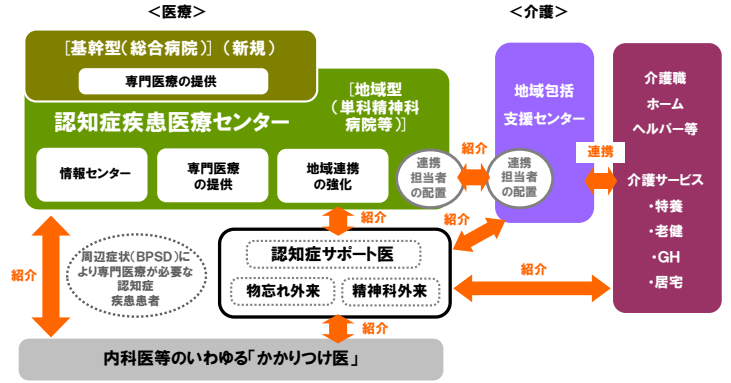 ＜医療＞
＜介護＞
［基幹型（総合病院）］（新規）
専門医療の提供
［地域型
（単科精神科
病院等）］
認知症疾患医療センター
情報センター
専門医療
の提供
地域連携
の強化
連携
担当者
の配置
紹介
連携
担当者
の配置
地域包括
支援センター
連携
介護職
ホーム
ヘルパー等
介護サービス
・特養
・老健
・GH
・居宅
紹介
周辺症状（BPSD）に
より専門医療が必要な
認知症
疾患患者
紹介
紹介
認知症サポート医
物忘れ外来
精神科外来
紹介
紹介
内科医等のいわゆる「かかりつけ医」